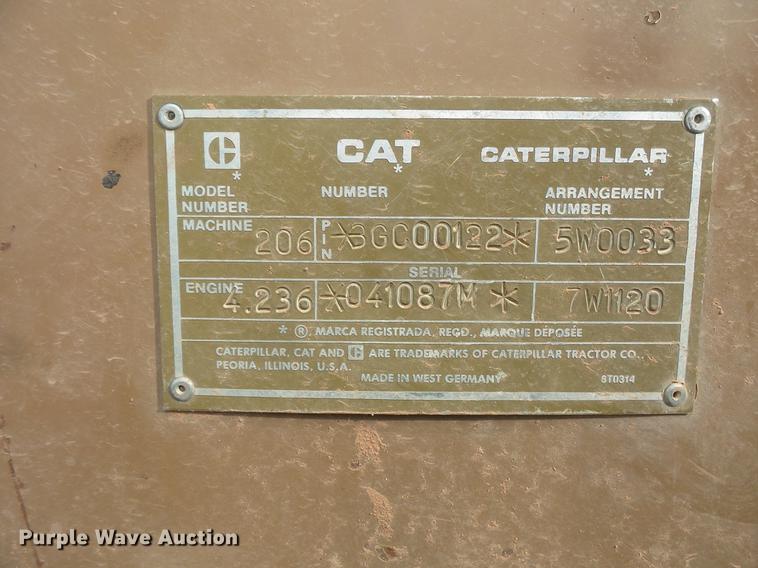 CAT
*
CATERPILLAR
*
C
*
MODEL NUMBER
NUMBER
ARRANGEMENT NUMBER
MACHINE 206 PIN *3GC00122* 5W0033
SERIAL
ENGINE 4.236 *041087M * 7W1120
* ® MARCA REGISTRADA, REGD., MARQUE DÉPOSÉE
CATERPILLAR, CAT AND C ARE TRADEMARKS OF CATERPILLAR TRACTOR CO.,
PEORIA, ILLINOIS, U.S.A.
MADE IN WEST GERMANY 8T0314
Purple Wave Auction